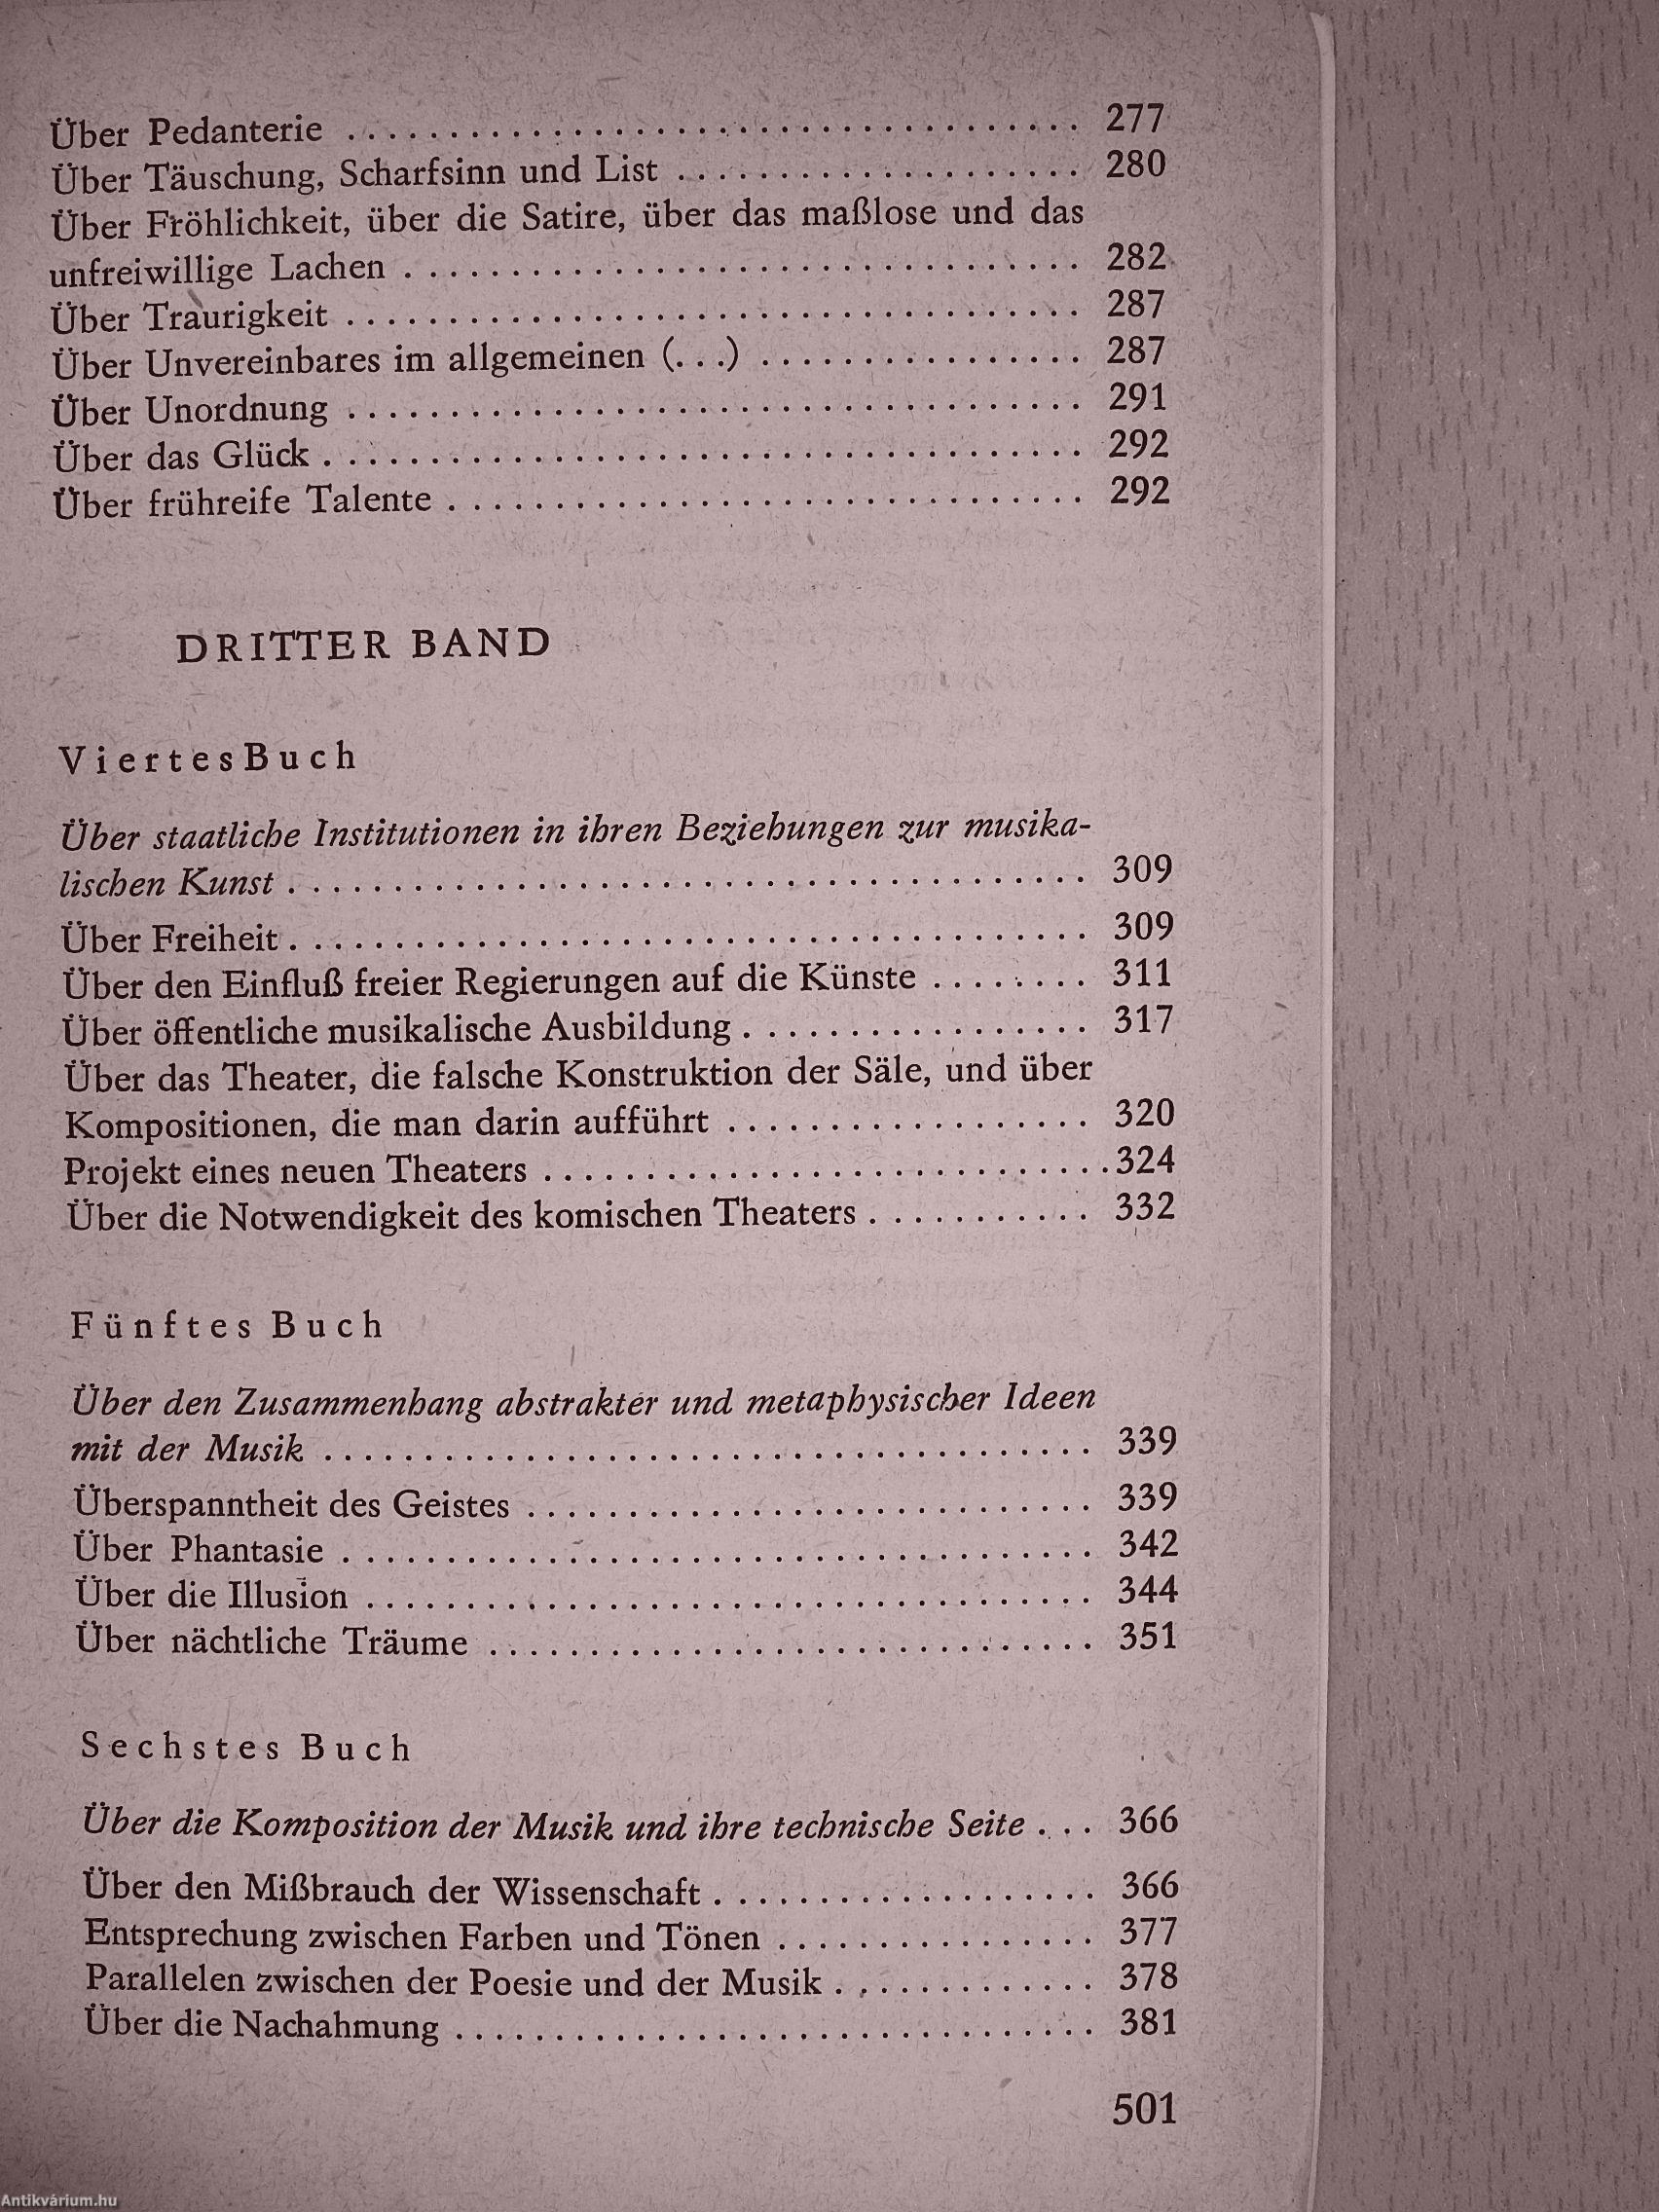 Über Pedanterie .................................... 277
Über Täuschung, Scharfsinn und List .................... 280
Über Fröhlichkeit, über die Satire, über das maßlose und das
unfreiwillige Lachen ................................. 282
Über Traurigkeit .................................... 287
Über Unvereinbares im allgemeinen (...) ................ 287
Über Unordnung .................................... 291
Über das Glück ..................................... 292
Über frühreife Talente ............................... 292
DRITTER BAND
Viertes Buch
Über staatliche Institutionen in ihren Beziehungen zur musika-
lischen Kunst ....................................... 309
Über Freiheit ....................................... 309
Über den Einfluß freier Regierungen auf die Künste ........ 311
Über öffentliche musikalische Ausbildung ................. 317
Über das Theater, die falsche Konstruktion der Säle, und über
Kompositionen, die man darin aufführt .................. 320
Projekt eines neuen Theaters ............................ 324
Über die Notwendigkeit des komischen Theaters ........... 332
Fünftes Buch
Über den Zusammenhang abstrakter und metaphysischer Ideen
mit der Musik ...................................... 339
Überspanntheit des Geistes ............................ 339
Über Phantasie ..................................... 342
Über die Illusion .................................... 344
Über nächtliche Träume .............................. 351
Sechstes Buch
Über die Komposition der Musik und ihre technische Seite ... 366
Über den Mißbrauch der Wissenschaft ................... 366
Entsprechung zwischen Farben und Tönen ................ 377
Parallelen zwischen der Poesie und der Musik ............. 378
Über die Nachahmung ................................ 381
501
Antikvárium.hu